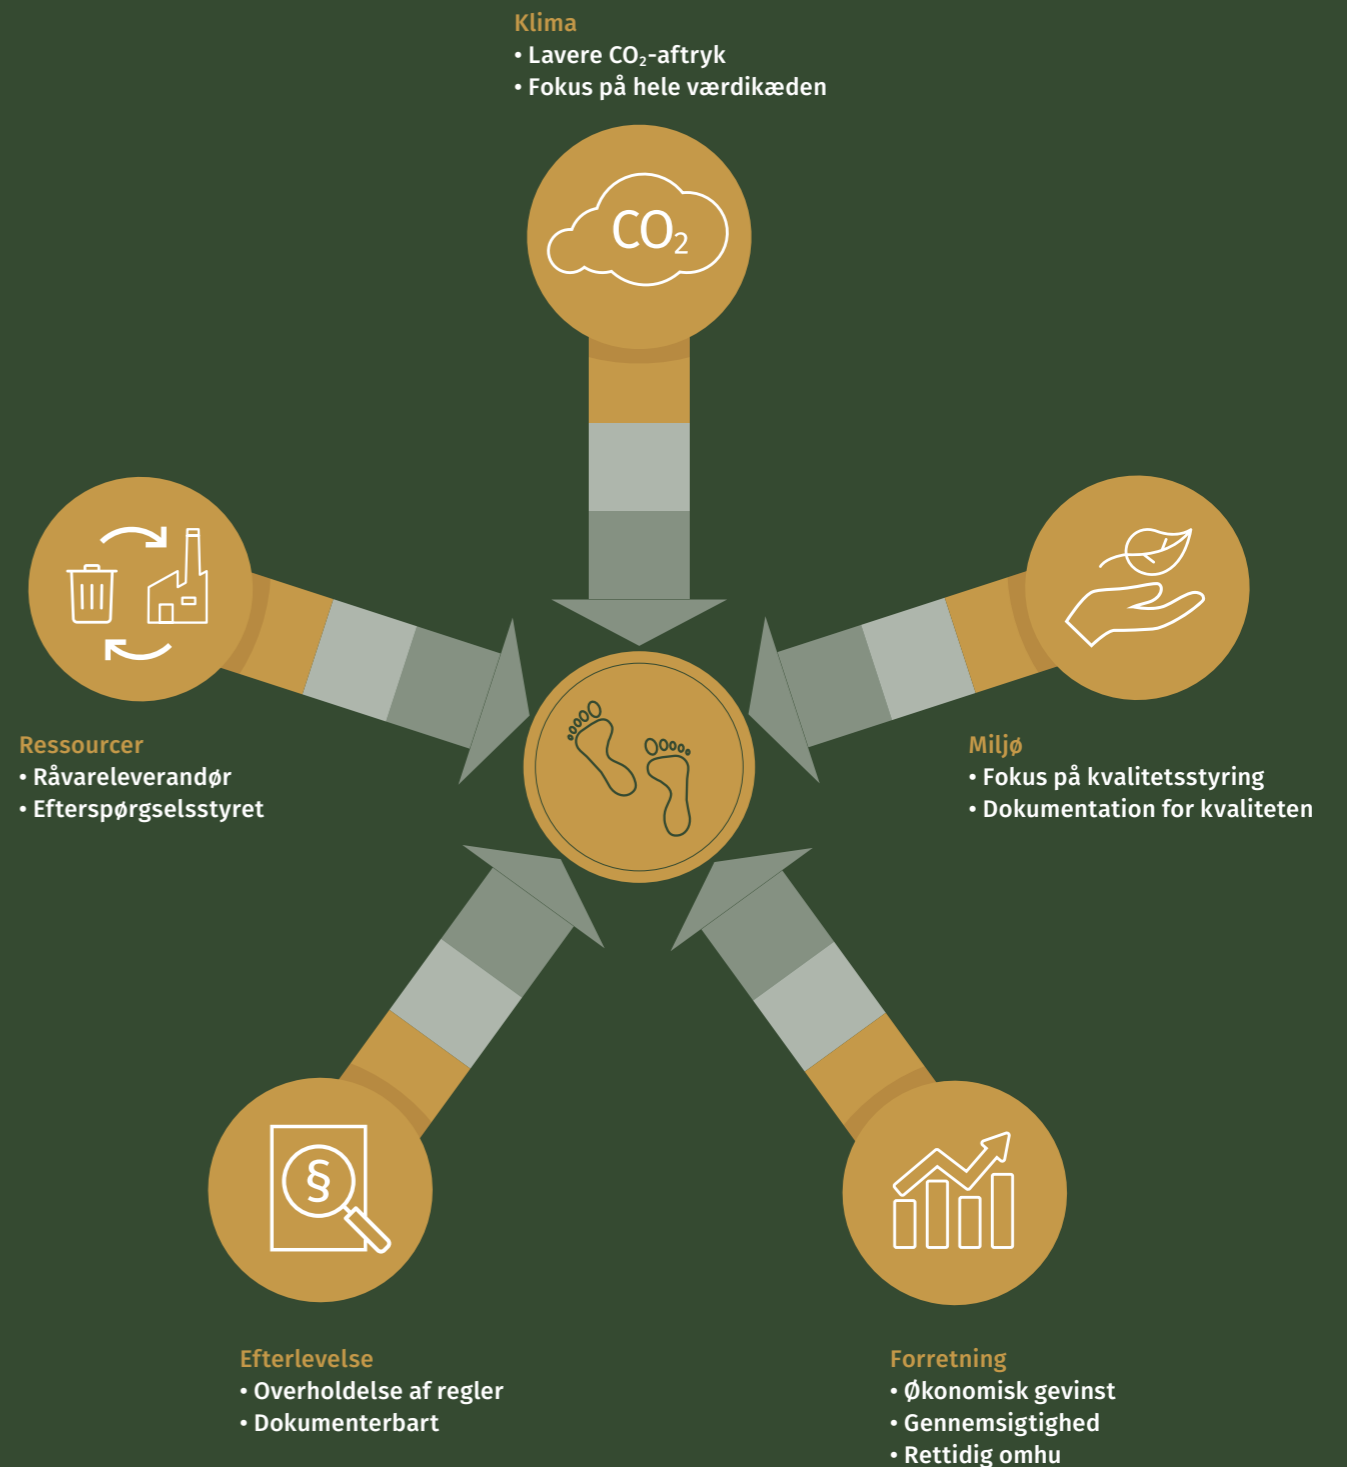 Klima
• Lavere CO₂-aftryk
• Fokus på hele værdikæden
CO₂
Ressourcer
• Råvareleverandør
• Efterspørgselsstyret
Miljø
• Fokus på kvalitetsstyring
• Dokumentation for kvaliteten
§
Efterlevelse
• Overholdelse af regler
• Dokumenterbart
Forretning
• Økonomisk gevinst
• Gennemsigtighed
• Rettidig omhu